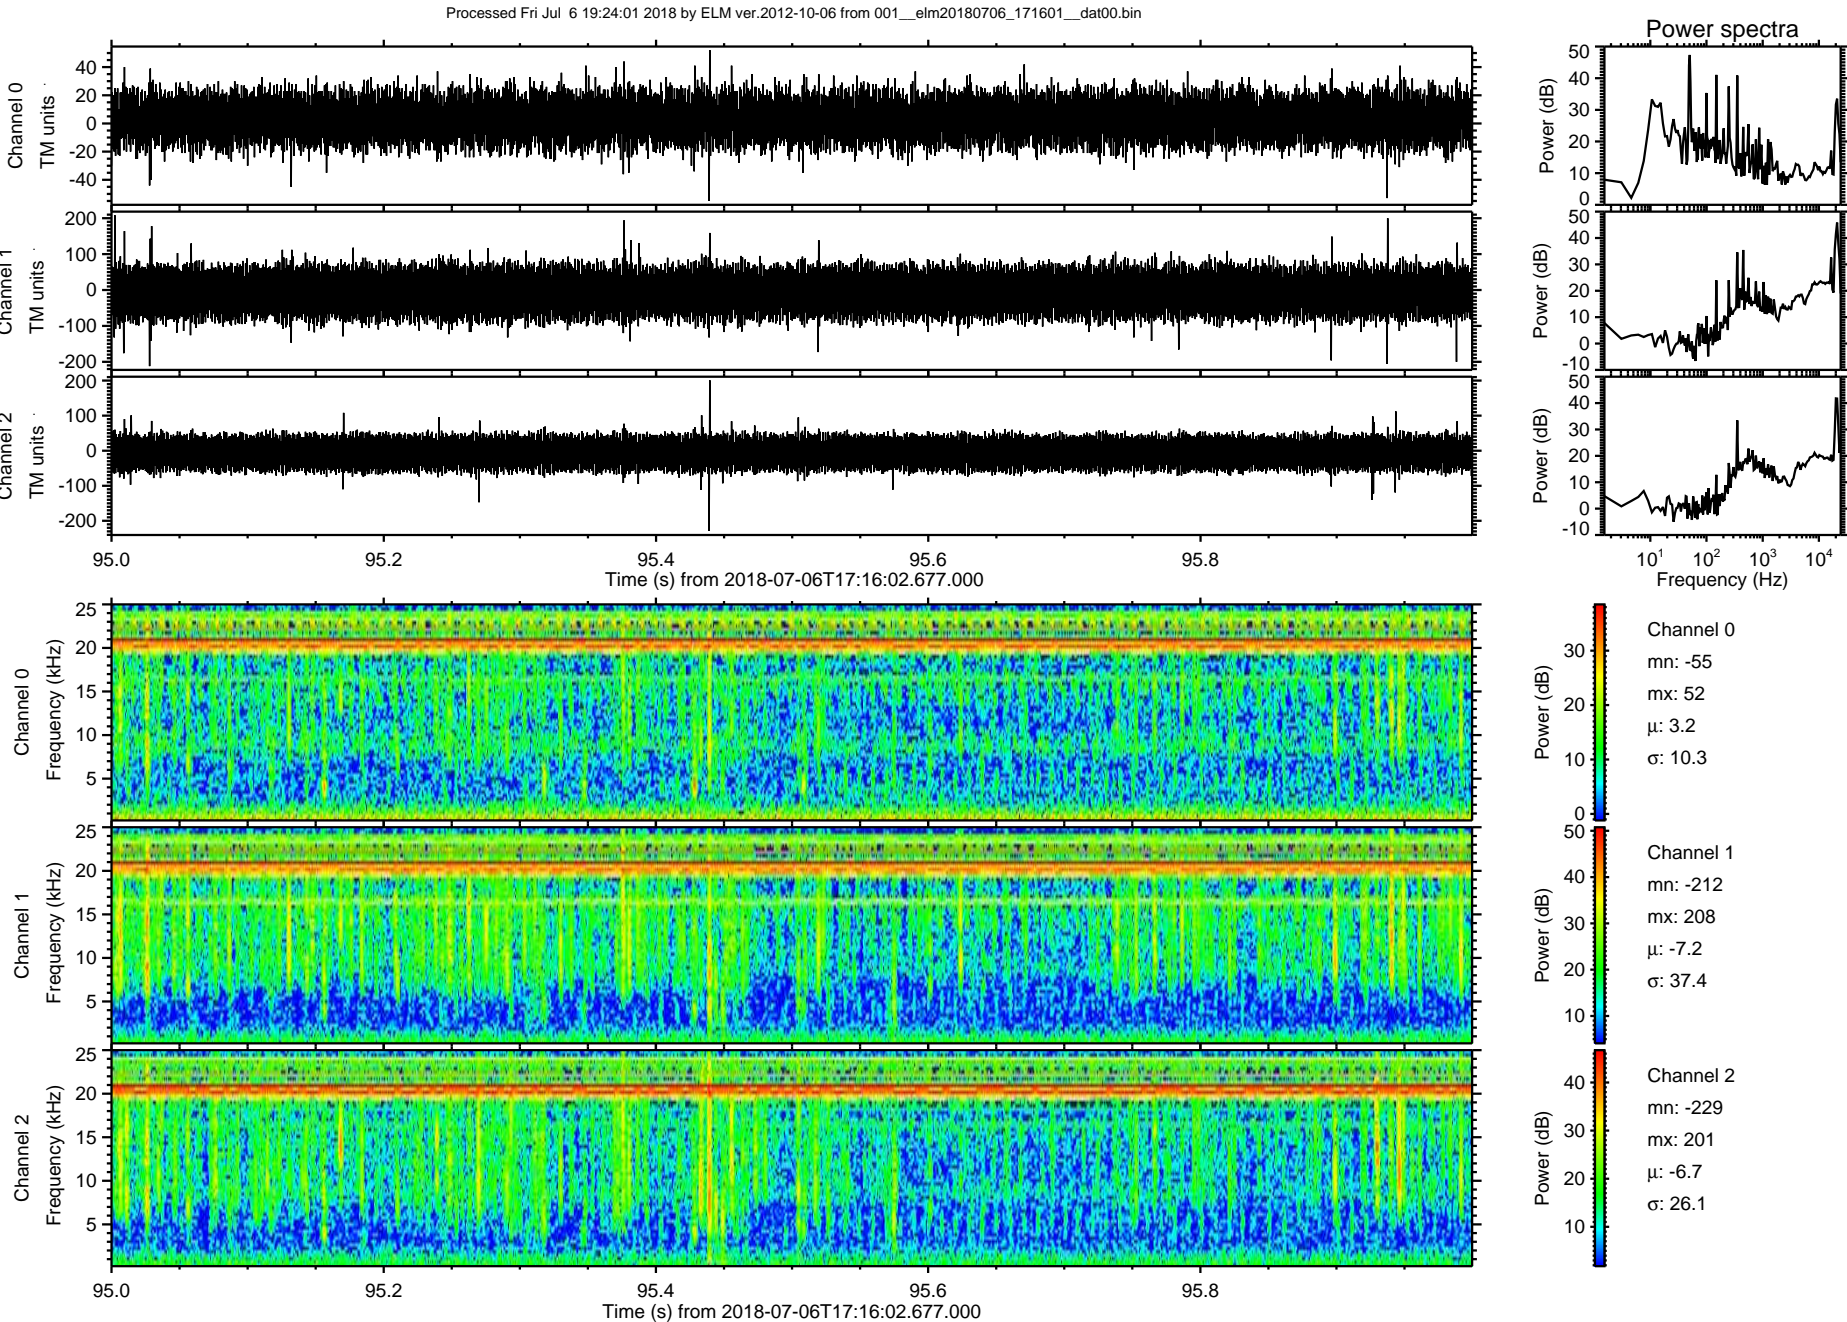 Processed Fri Jul  6 19:24:01 2018 by ELM ver.2012-10-06 from 001__elm20180706_171601__dat00.bin
Power spectra
Channel 0
TM units
40
20
0
-20
-40
Power (dB)
50
40
30
20
10
0
Channel 1
TM units
200
100
0
-100
-200
Power (dB)
50
40
30
20
10
0
-10
Channel 2
TM units
200
100
0
-100
-200
Power (dB)
50
40
30
20
10
0
-10
95.0 95.2 95.4 95.6 95.8
Time (s) from 2018-07-06T17:16:02.677.000
10^1 10^2 10^3 10^4
Frequency (Hz)
Channel 0
Frequency (kHz)
25
20
15
10
5
Power (dB)
30
20
10
0
Channel 0
mn: -55
mx: 52
μ: 3.2
σ: 10.3
Channel 1
Frequency (kHz)
25
20
15
10
5
Power (dB)
50
40
30
20
10
Channel 1
mn: -212
mx: 208
μ: -7.2
σ: 37.4
Channel 2
Frequency (kHz)
25
20
15
10
5
Power (dB)
40
30
20
10
Channel 2
mn: -229
mx: 201
μ: -6.7
σ: 26.1
95.0 95.2 95.4 95.6 95.8
Time (s) from 2018-07-06T17:16:02.677.000